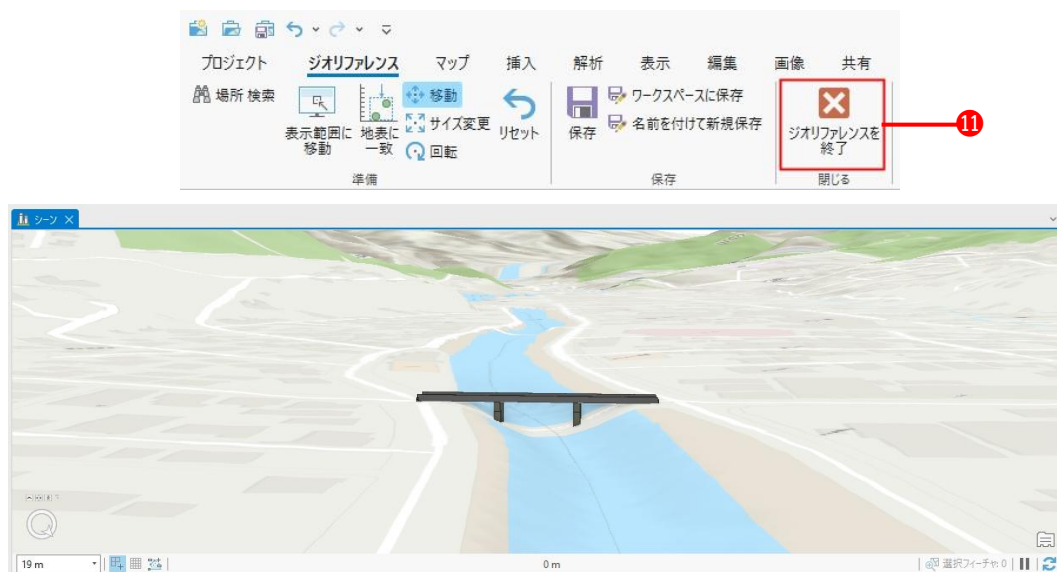 プロジェクト ジオリファレンス マップ 挿入 解析 表示 編集 画像 共有
場所 検索
表示範囲に
移動
地表に
一致
移動
サイズ変更
回転
リセット
準備
保存
ワークスペースに保存
名前を付けて新規保存
保存
ジオリファレンスを
終了
閉じる
11
シーン
19 m
0 m
選択フィーチャ: 0